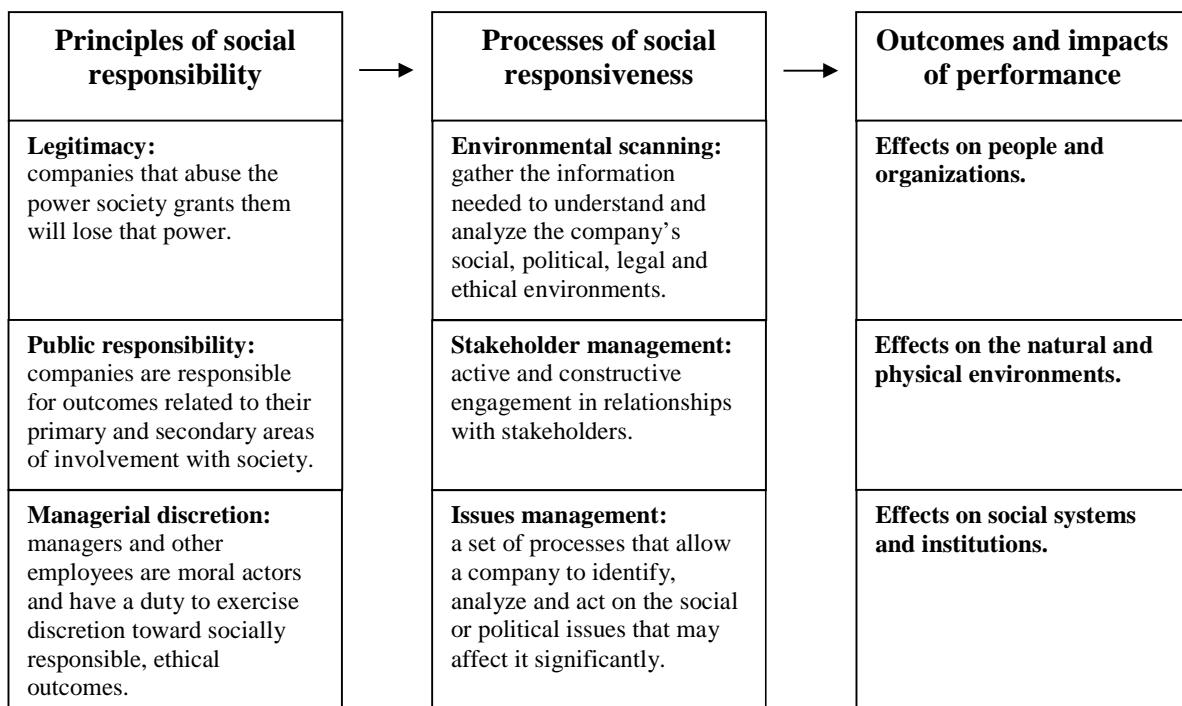 Principles of social
responsibility
Processes of social
responsiveness
Outcomes and impacts
of performance
Legitimacy:
companies that abuse the
power society grants them
will lose that power.
Environmental scanning:
gather the information
needed to understand and
analyze the company’s
social, political, legal and
ethical environments.
Effects on people and
organizations.
Public responsibility:
companies are responsible
for outcomes related to their
primary and secondary areas
of involvement with society.
Stakeholder management:
active and constructive
engagement in relationships
with stakeholders.
Effects on the natural and
physical environments.
Managerial discretion:
managers and other
employees are moral actors
and have a duty to exercise
discretion toward socially
responsible, ethical
outcomes.
Issues management:
a set of processes that allow
a company to identify,
analyze and act on the social
or political issues that may
affect it significantly.
Effects on social systems
and institutions.